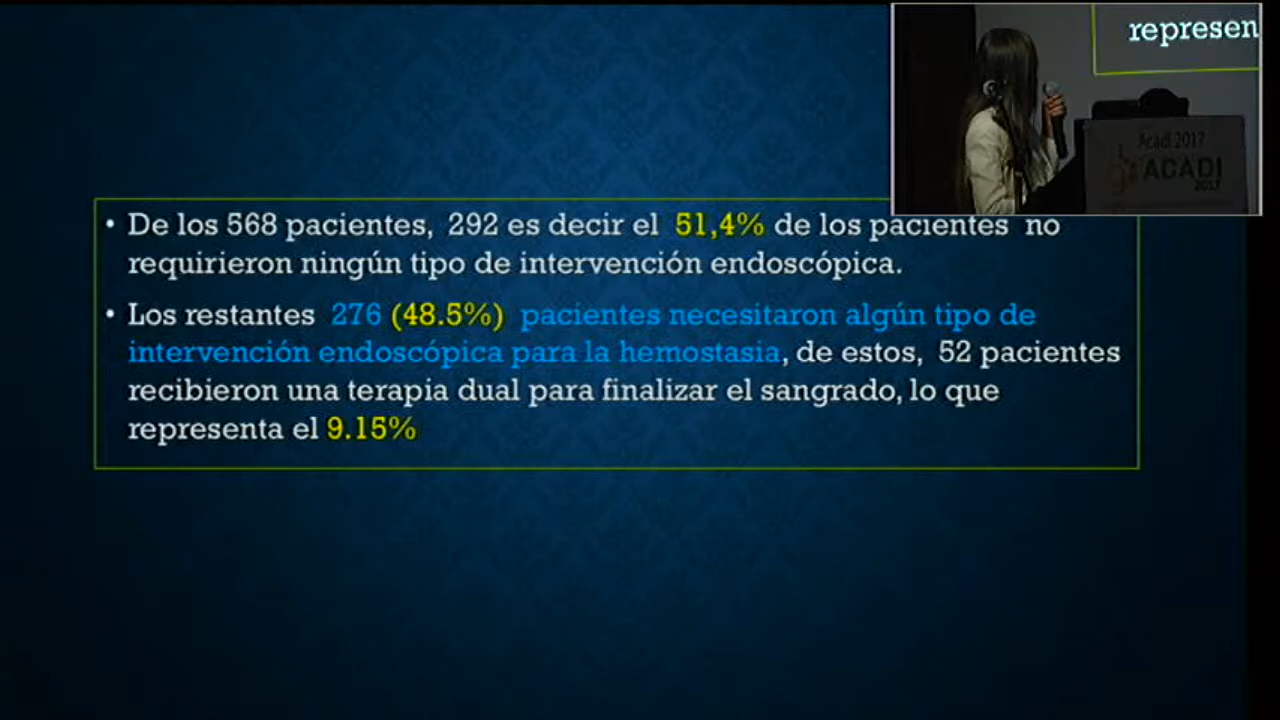 represen
Acadi 2017
ACADI
2017
• De los 568 pacientes, 292 es decir el 51,4% de los pacientes no
requirieron ningún tipo de intervención endoscópica.
• Los restantes 276 (48.5%) pacientes necesitaron algún tipo de
intervención endoscópica para la hemostasia, de estos, 52 pacientes
recibieron una terapia dual para finalizar el sangrado, lo que
representa el 9.15%